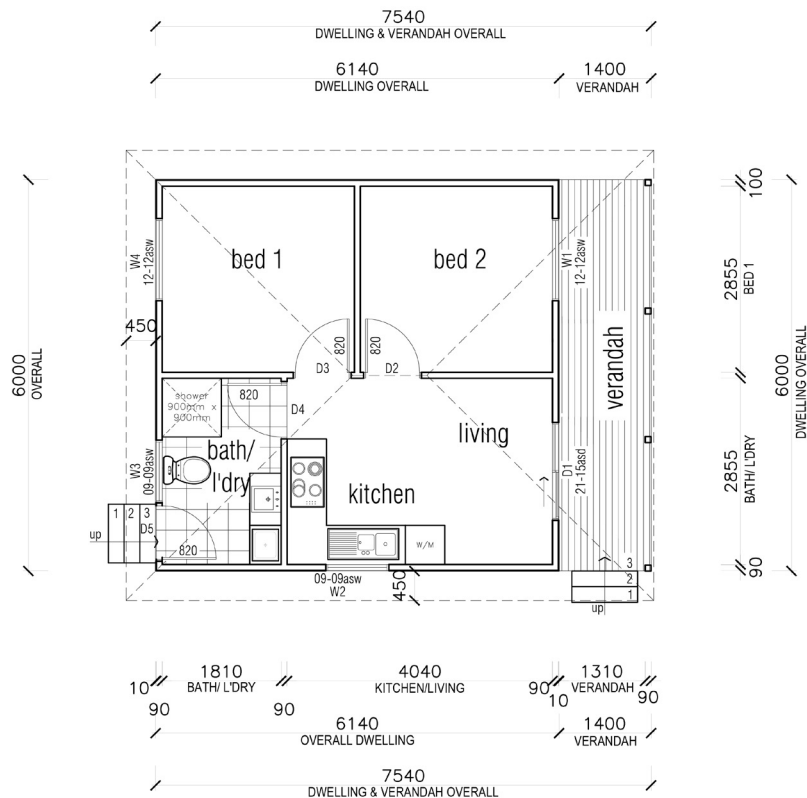 7540
DWELLING & VERANDAH OVERALL
6140
DWELLING OVERALL
1400
VERANDAH
100
W4
12-12asw
bed 1
bed 2
W1
12-12asw
2855
BED 1
450
6000
OVERALL
820
D3
820
D2
verandah
6000
DWELLING OVERALL
shower
900mm x
900mm
820
D4
living
W3
09-09asw
bath/
l'dry
kitchen
D1
21-15asd
2855
BATH/ L'DRY
1 2 3
D5
up
820
W/M
09-09asw
W2
450
3
2
1
up
90
1810
BATH/ L'DRY
4040
KITCHEN/LIVING
1310
VERANDAH
10
90
90
90
10
90
6140
OVERALL DWELLING
1400
VERANDAH
7540
DWELLING & VERANDAH OVERALL